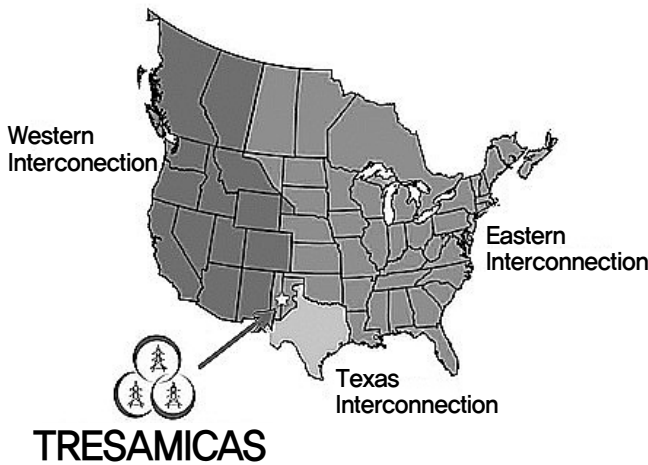 Western
Interconection
Eastern
Interconnection
Texas
Interconnection
TRESAMICAS